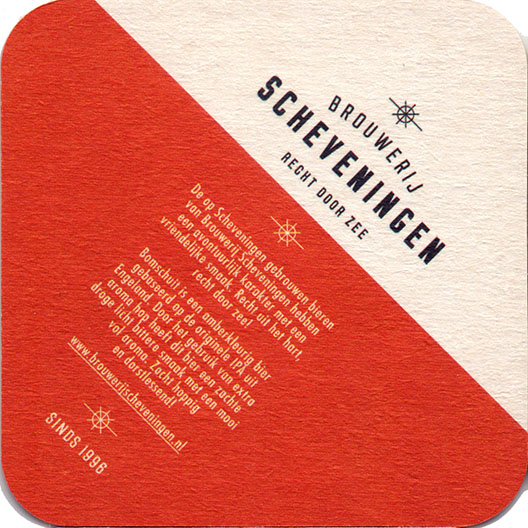 BROUWERIJ
SCHEVENINGEN
RECHT DOOR ZEE
De op Scheveningen gebrouwen bieren
van Brouwerij Scheveningen hebben
een avontuurlijk karakter met een
vriendelijke smaak. Recht uit het hart,
recht door zee!
Domschuit is een ambachtelijk bier
gebaseerd op de originele IPA uit
Engeland. Door het gebruik van extra
aroma hop heeft dit bier een zachte
droge licht bittere smaak met een mooi
vol aroma. Zacht hoppig
en dorstlessend!
www.brouwerijscheveningen.nl
SINDS 1996